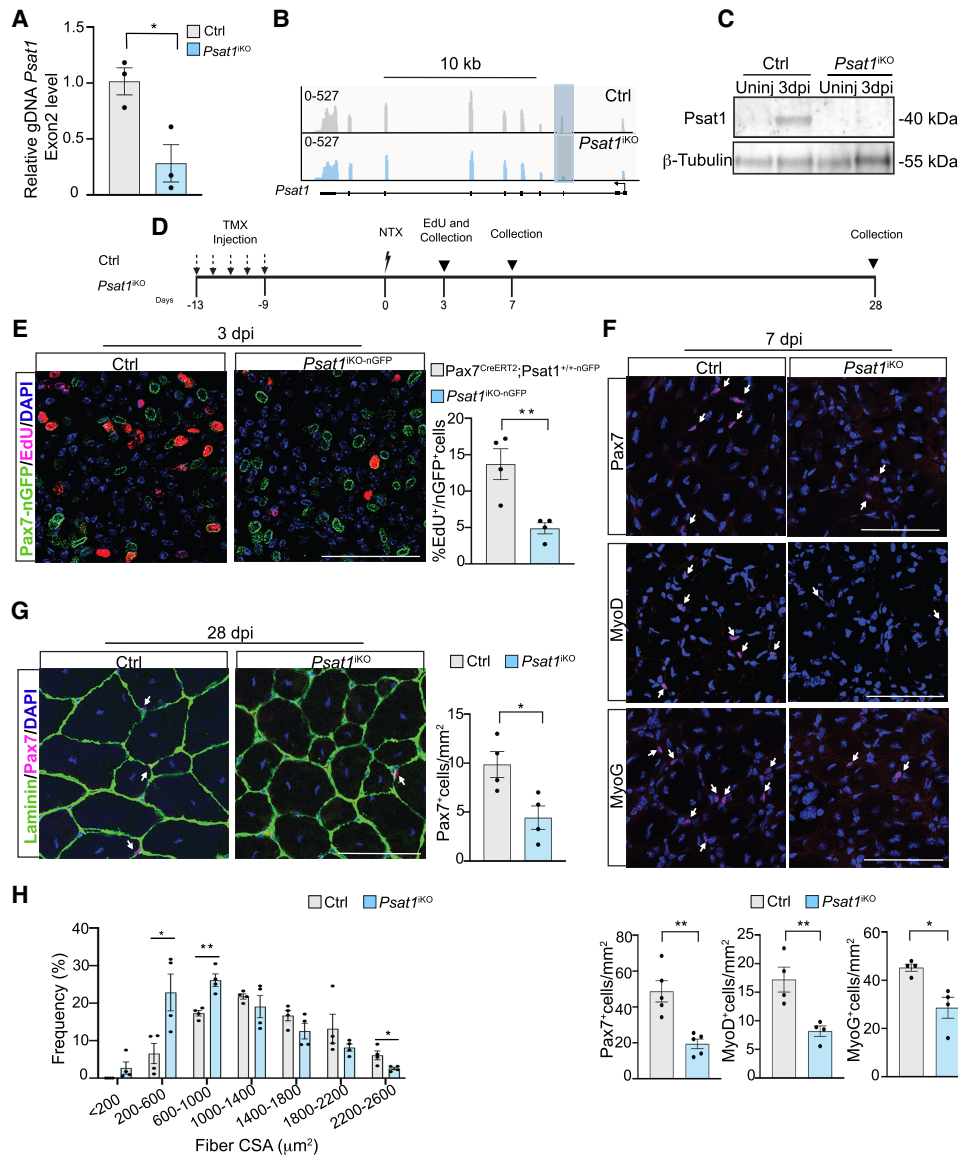 A
Relative gDNA Psat1
Exon2 level
1.5
1.0
0.5
0
*
Ctrl
Psat1iKO
B
10 kb
0-527
Ctrl
0-527
Psat1iKO
Psat1
C
Ctrl
Psat1iKO
Uninj 3dpi Uninj 3dpi
Psat1
-40 kDa
β-Tubulin
-55 kDa
D
TMX
Injection
NTX
EdU and
Collection
Collection
Collection
Ctrl
Psat1iKO
Days
-13
-9
0
3
7
28
E
3 dpi
Ctrl
Psat1iKO-nGFP
Pax7-nGFP/EdU/DAPI
Pax7CreERT2;Psat1+/+-nGFP
Psat1iKO-nGFP
%EdU+/nGFP+cells
20
15
10
5
0
**
F
7 dpi
Ctrl
Psat1iKO
Pax7
MyoD
MyoG
Ctrl
Psat1iKO
Pax7+cells/mm2
80
60
40
20
0
**
MyoD+cells/mm2
25
20
15
10
5
0
**
MyoG+cells/mm2
60
40
20
0
*
G
28 dpi
Ctrl
Psat1iKO
Laminin/Pax7/DAPI
Ctrl
Psat1iKO
Pax7+cells/mm2
15
10
5
0
*
H
Ctrl
Psat1iKO
Frequency (%)
40
30
20
10
0
*
**
*
<200
200-600
600-1000
1000-1400
1400-1800
1800-2200
2200-2600
Fiber CSA (μm2)